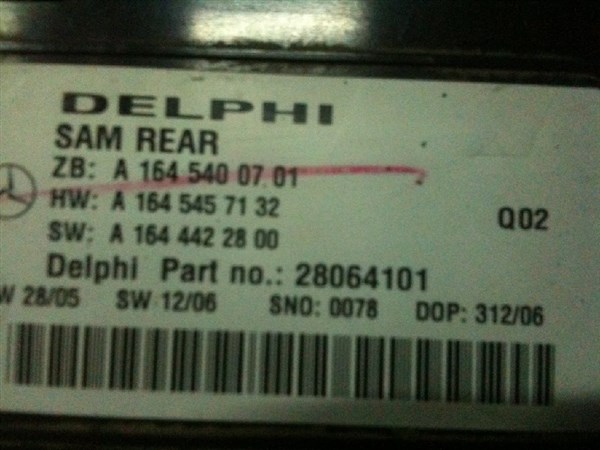 DELPHI
SAM REAR
ZB: A 164 540 07 01
HW: A 164 545 71 32
SW: A 164 442 28 00
Q02
Delphi Part no.: 28064101
W 28/05 SW 12/06 SNO: 0078 DOP: 312/06